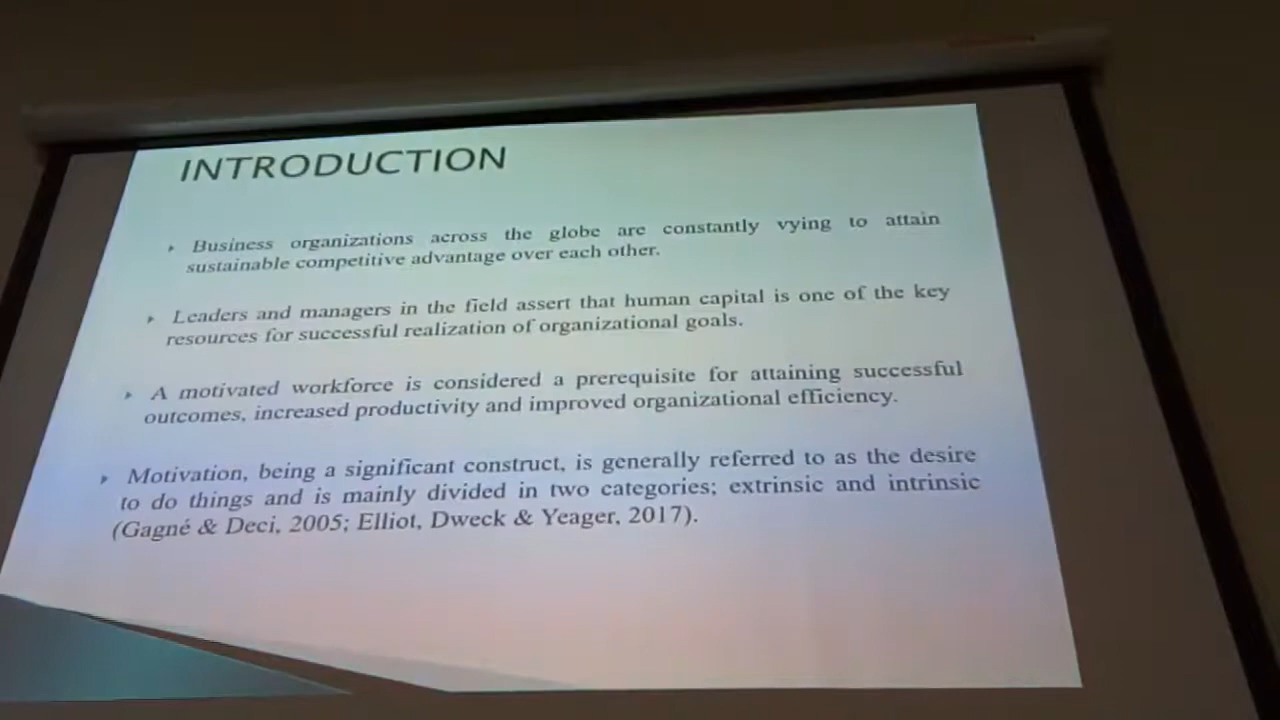 INTRODUCTION
Business organizations across the globe are constantly vying to attain
sustainable competitive advantage over each other.
Leaders and managers in the field assert that human capital is one of the key
resources for successful realization of organizational goals.
A motivated workforce is considered a prerequisite for attaining successful
outcomes, increased productivity and improved organizational efficiency.
Motivation, being a significant construct, is generally referred to as the desire
to do things and is mainly divided in two categories; extrinsic and intrinsic
(Gagné & Deci, 2005; Elliot, Dweck & Yeager, 2017).